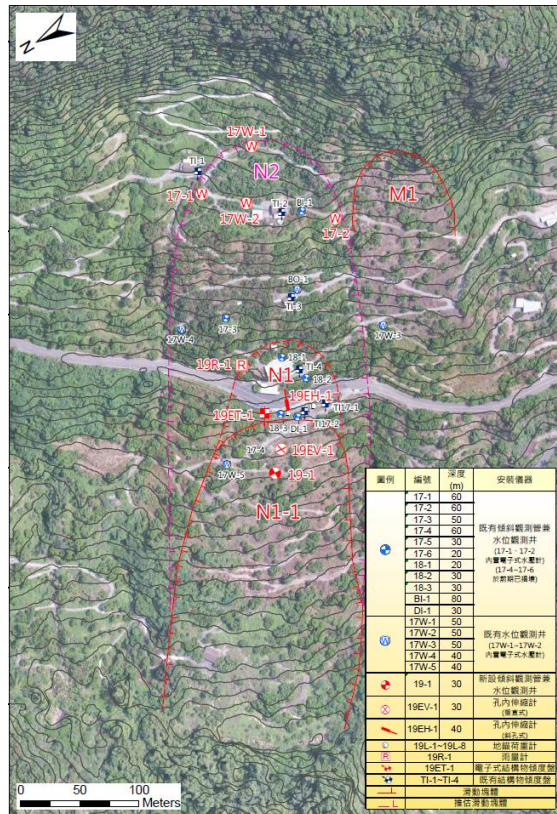 N
17W-1
W
TI-1
N2
17-1
W
W
17W-2
TI-2
BI-1
W
17-2
M1
BO-1
TI-3
17-3
17W-4
17W-3
19R-1
R
18-1
N1
TI-4
18-2
19EH-1
19ET-1
TI17-1
18-3
DI-1
TI17-2
17-4
19EV-1
17W-5
19-1
N1-1
圖例 編號 深度(m) 安裝儀器
17-1 60
17-2 60
17-3 50
17-4 60
17-5 30
17-6 20
18-1 20
18-2 30
18-3 30
BI-1 80
DI-1 30
既有傾斜觀測管兼
水位觀測井
(17-1、17-2
內置電子式水壓計)
(17-4~17-6
於前期已損壞)
W
17W-1 50
17W-2 50
17W-3 50
17W-4 40
17W-5 40
既有水位觀測井
(17W-1~17W-2
內置電子式水壓計)
19-1 30 新設傾斜觀測管兼
水位觀測井
19EV-1 30 孔內伸縮計
(垂直式)
19EH-1 40 孔內伸縮計
(斜孔式)
19L-1~19L-8 地錨荷重計
R 19R-1 雨量計
19ET-1 電子式結構物傾度盤
TI-1~TI-4 既有結構物傾度盤
滑動塊體
L 推估滑動塊體
0 50 100
Meters